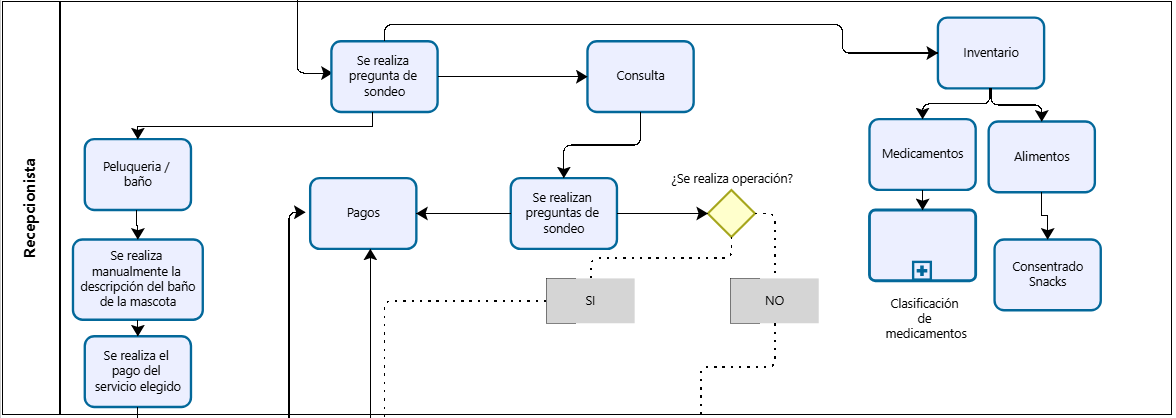 Recepcionista
Se realiza
pregunta de
sondeo
Consulta
Inventario
Peluqueria /
baño
Medicamentos
Alimentos
Pagos
Se realizan
preguntas de
sondeo
¿Se realiza operación?
Se realiza
manualmente la
descripción del baño
de la mascota
SI
NO
Clasificación
de
medicamentos
Consentrado
Snacks
Se realiza el
pago del
servicio elegido